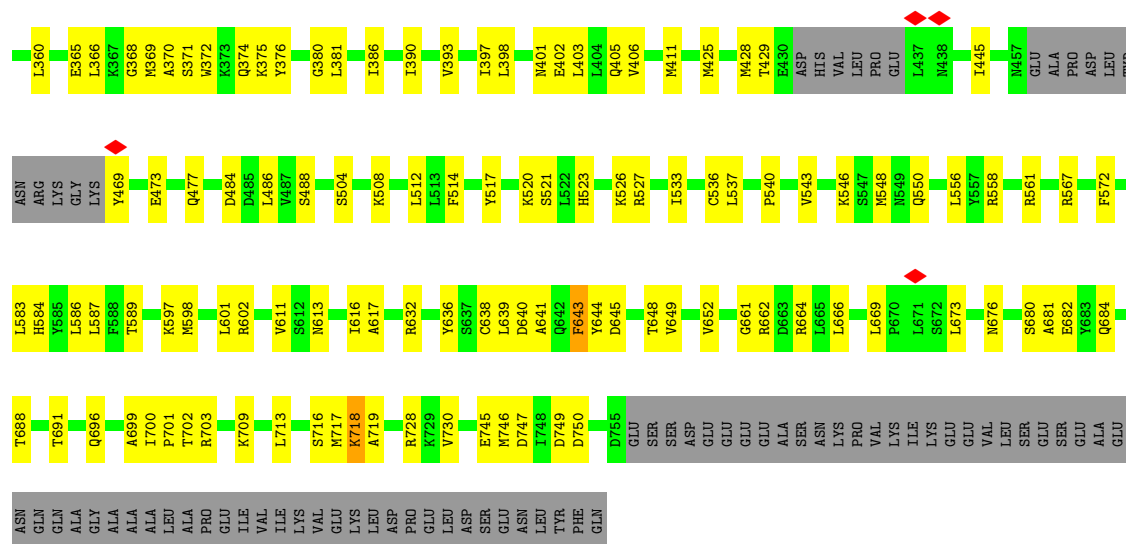 L360 E365 L366 K367 G368 M369 A370 S371 W372 K373 Q374 K375 Y376 G380 L381 I386 I390 V393 I397 L398 N401 E402 L403 L404 Q405 V406 M411 M425 M428 T429 E430 ASP HIS VAL LEU PRO GLU L437 N438 I445 N457 GLU ALA PRO ASP LEU
ASN ARG LYS GLY LYS Y469 E473 Q477 D484 D485 L486 V487 S488 S504 K508 L512 L513 F514 Y517 K520 S521 L522 H523 K526 R527 I533 C536 L537 P540 V543 K546 S547 M548 N549 Q550 L556 Y557 R558 R561 R567 F572
L583 H584 Y585 L586 L587 F588 T589 K597 M598 L601 R602 V611 S612 N613 I616 A617 R632 Y636 S637 C638 L639 D640 A641 Q642 F643 Y644 D645 T648 V649 V652 G661 R662 D663 R664 L665 L666 L669 P670 L671 S672 L673 N676 S680 A681 E682 Y683 Q684
T688 T691 Q696 A699 I700 P701 T702 R703 K709 L713 S716 M717 K718 A719 R728 K729 V730 E745 M746 D747 I748 D749 D750 D755 GLU SER SER ASP GLU GLU GLU GLU ALA SER ASN LYS PRO VAL LYS ILE LYS GLU GLU VAL LEU SER GLU SER GLU ALA GLU
ASN GLN GLN ALA GLY ALA ALA ALA LEU ALA PRO GLU ILE VAL ILE LYS VAL GLU LYS LEU ASP PRO GLU LEU ASP SER GLU ASN LEU TYR PHE GLN